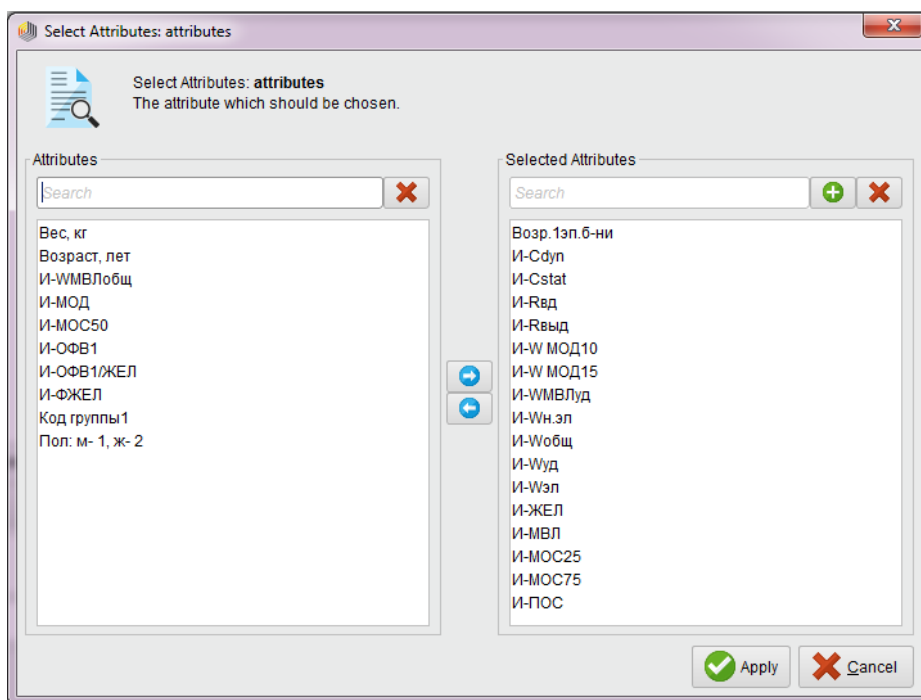 Select Attributes: attributes
Select Attributes: attributes
The attribute which should be chosen.
Attributes
Search
Вес, кг
Возраст, лет
И-WМВЛобщ
И-МОД
И-МОС50
И-ОФВ1
И-ОФВ1/ЖЕЛ
И-ФЖЕЛ
Код группы1
Пол: м- 1, ж- 2
Selected Attributes
Search
Возр.1эп.б-ни
И-Cdyn
И-Cstat
И-Rвд
И-Rвыд
И-W МОД10
И-W МОД15
И-WМВЛуд
И-Wн.эл
И-Wобщ
И-Wуд
И-Wэл
И-ЖЕЛ
И-МВЛ
И-МОС25
И-МОС75
И-ПОС
Apply
Cancel